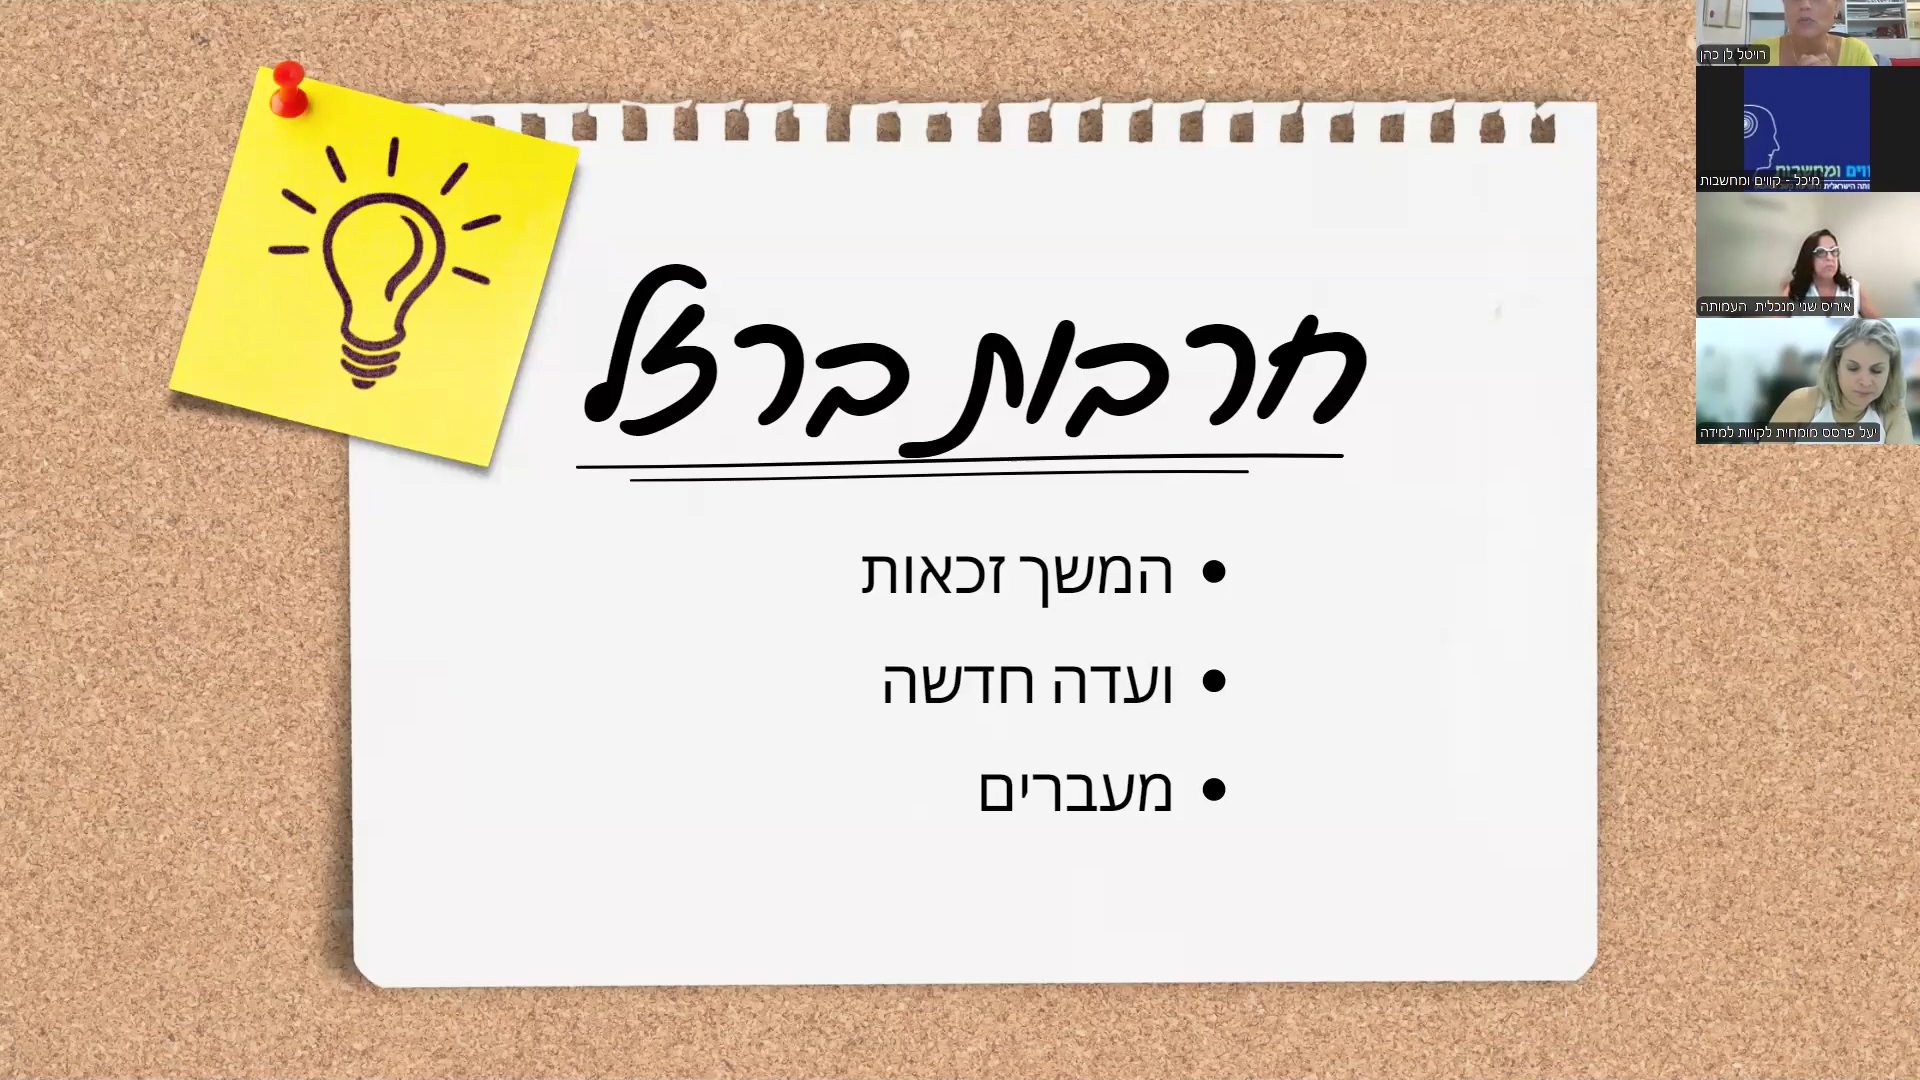 חרבות ברזל
• המשך זכאות
• ועדה חדשה
• מעברים
רויטל לן כהן
ומחשבות
מיכל - קווים ומחשבות
איריס שני מנכלית העמותה
יעל פרסס מומחית לקויות למידה